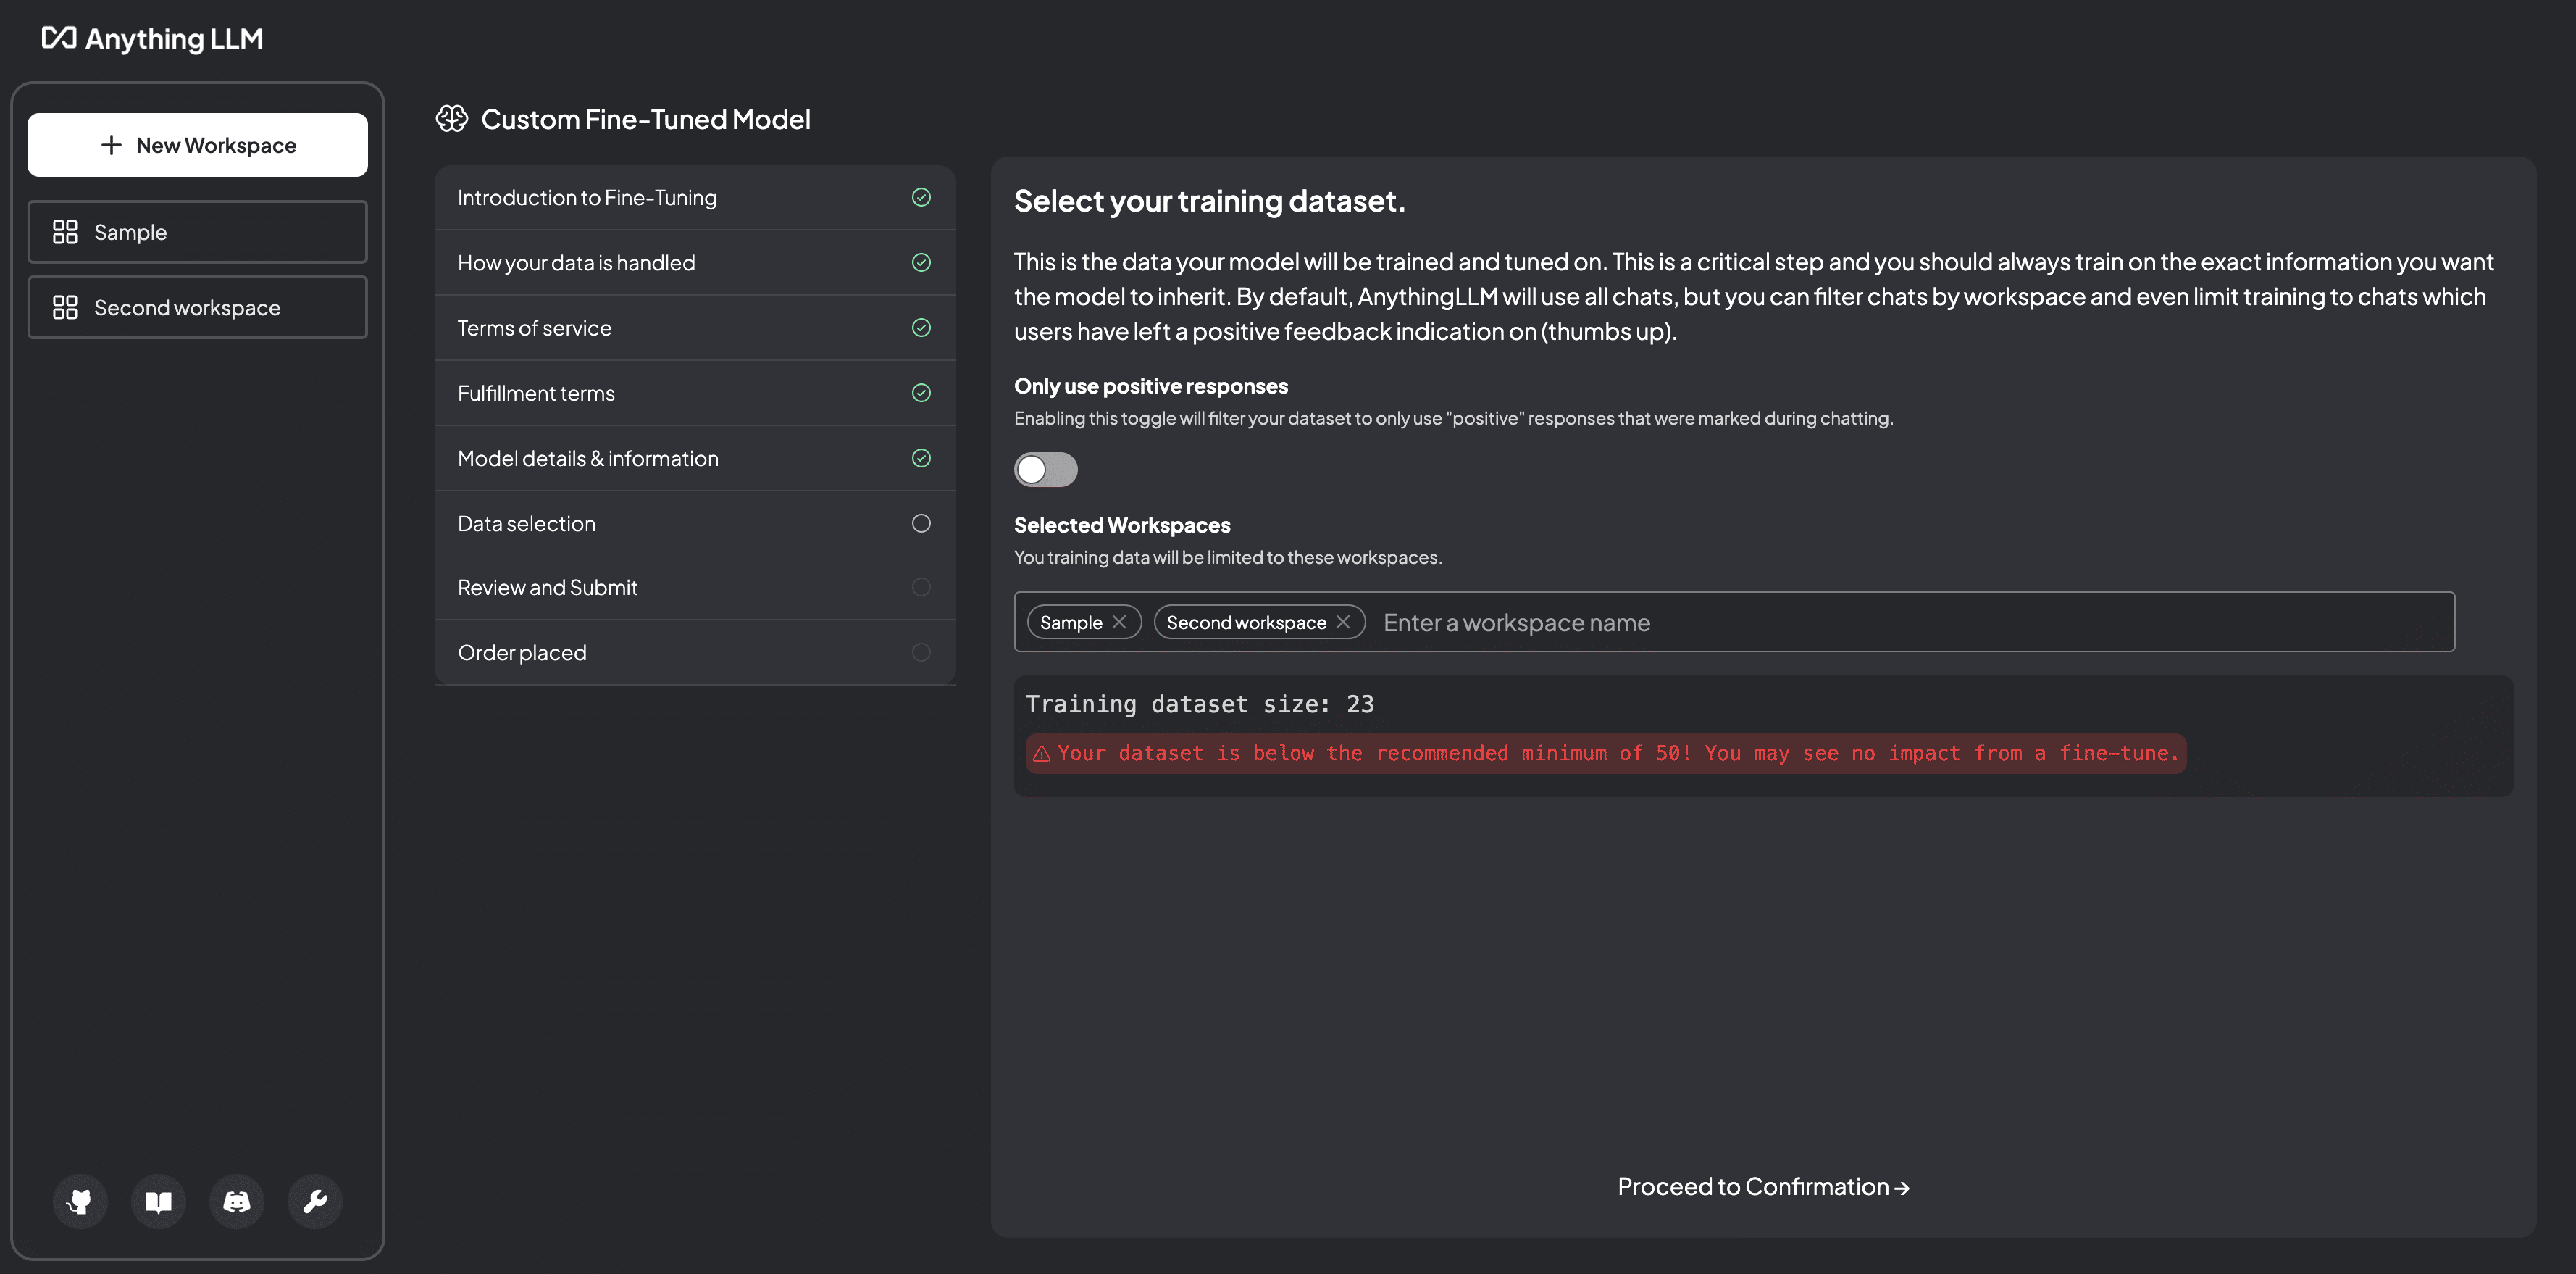 Anything LLM
New Workspace
Sample
Second workspace
Custom Fine-Tuned Model
Introduction to Fine-Tuning
How your data is handled
Terms of service
Fulfillment terms
Model details & information
Data selection
Review and Submit
Order placed
Select your training dataset.
This is the data your model will be trained and tuned on. This is a critical step and you should always train on the exact information you want
the model to inherit. By default, AnythingLLM will use all chats, but you can filter chats by workspace and even limit training to chats which
users have left a positive feedback indication on (thumbs up).
Only use positive responses
Enabling this toggle will filter your dataset to only use "positive" responses that were marked during chatting.
Selected Workspaces
You training data will be limited to these workspaces.
Sample Second workspace Enter a workspace name
Training dataset size: 23
Your dataset is below the recommended minimum of 50! You may see no impact from a fine-tune.
Proceed to Confirmation →